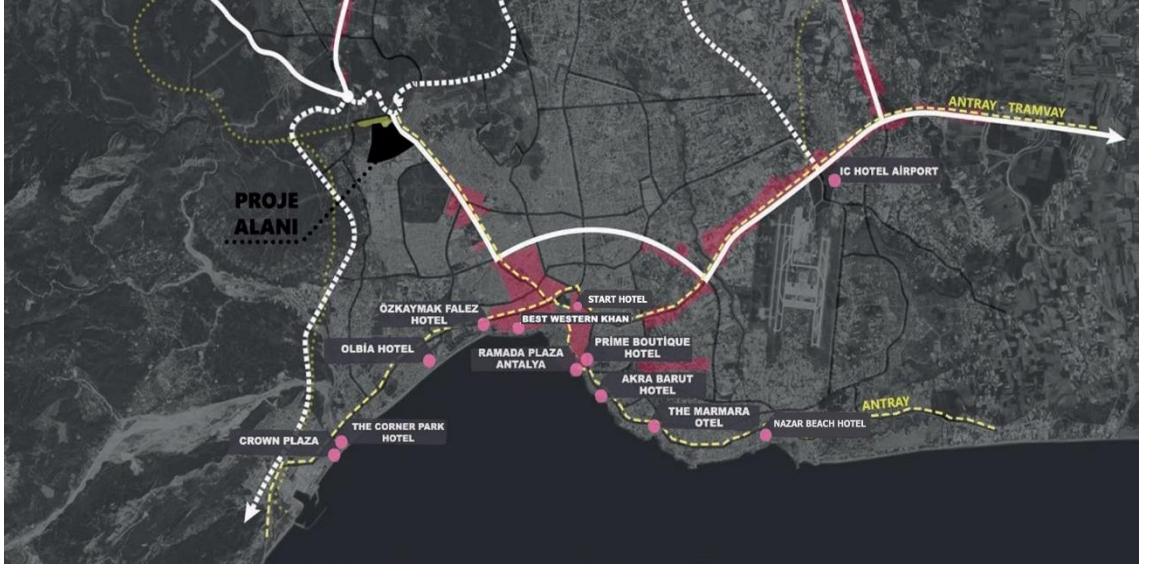 ANTRAY - TRAMVAY
IC HOTEL AİRPORT
PROJE
ALANI
START HOTEL
ÖZKAYMAK FALEZ
HOTEL
BEST WESTERN KHAN
OLBİA HOTEL
RAMADA PLAZA
ANTALYA
PRİME BOUTİQUE
HOTEL
AKRA BARUT
HOTEL
THE MARMARA
OTEL
ANTRAY
NAZAR BEACH HOTEL
CROWN PLAZA
THE CORNER PARK
HOTEL